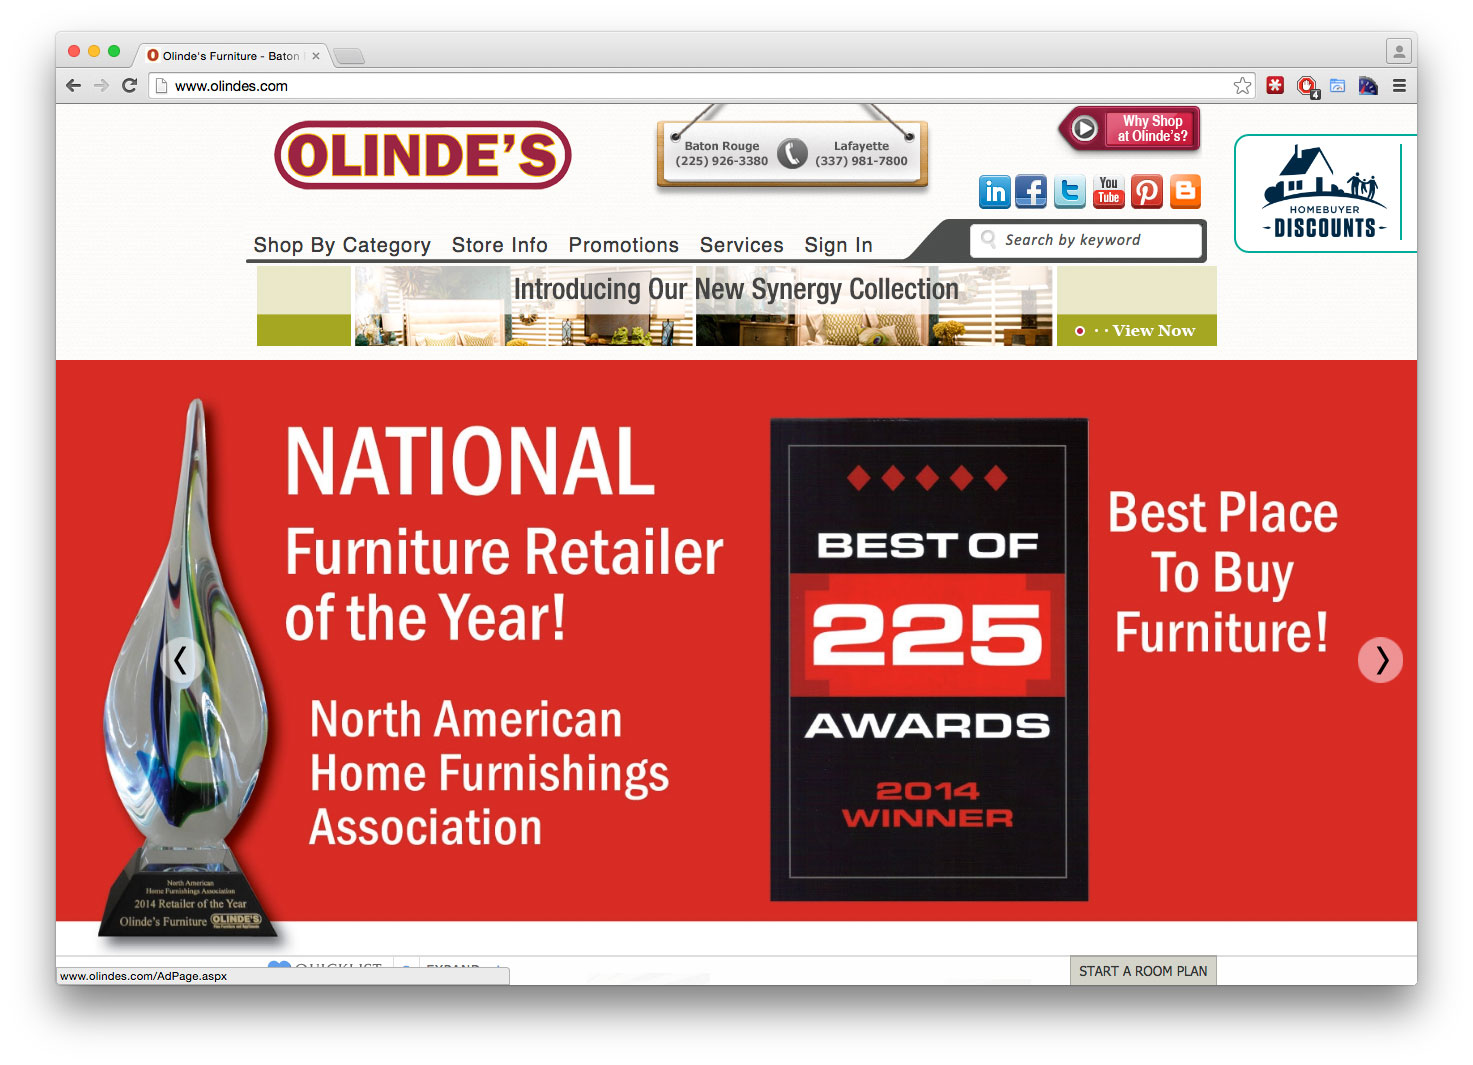 Olinde's Furniture - Baton
www.olindes.com
4
OLINDE'S
Baton Rouge
(225) 926-3380
Lafayette
(337) 981-7800
Why Shop
at Olinde's?
HOMEBUYER
DISCOUNTS
in
You
Tube
Shop By Category
Store Info
Promotions
Services
Sign In
Search by keyword
Introducing Our New Synergy Collection
View Now
NATIONAL
Furniture Retailer
of the Year!
North American
Home Furnishings
Association
BEST OF
225
AWARDS
2014
WINNER
Best Place
To Buy
Furniture!
North American
Home Furnishings Association
2014 Retailer of the Year
Olinde's Furniture OLINDE'S
QUICKLIST
EXPAND
START A ROOM PLAN
www.olindes.com/AdPage.aspx